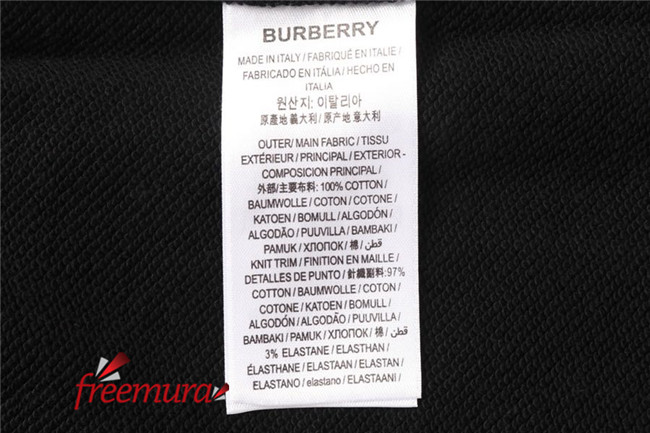 BURBERRY
MADE IN ITALY / FABRIQUÉ EN ITALIE /
FABRICADO EN ITÁLIA / HECHO EN
ITALIA
원산지: 이탈리아
原產地 義大利 / 原产地 意大利
OUTER/ MAIN FABRIC / TISSU
EXTÉRIEUR / PRINCIPAL / EXTERIOR -
COMPOSICION PRINCIPAL /
外部/主要布料: 100% COTTON /
BAUMWOLLE / COTON / COTONE /
KATOEN / BOMULL / ALGODÓN /
ALGODÃO / PUUVILLA / BAMBAKI /
PAMUK / ХЛОПОК / 棉 / قطن /
KNIT TRIM / FINITION EN MAILLE /
DETALLES DE PUNTO / 針織副料: 97%
COTTON / BAUMWOLLE / COTON /
COTONE / KATOEN / BOMULL /
ALGODÓN / ALGODÃO / PUUVILLA /
BAMBAKI / PAMUK / ХЛОПОК / 棉 / قطن /
3% ELASTANE / ELASTHAN /
ÉLASTHANE / ELASTAAN / ELASTAN /
ELASTANO / elastano / ELASTAANI /
freemura